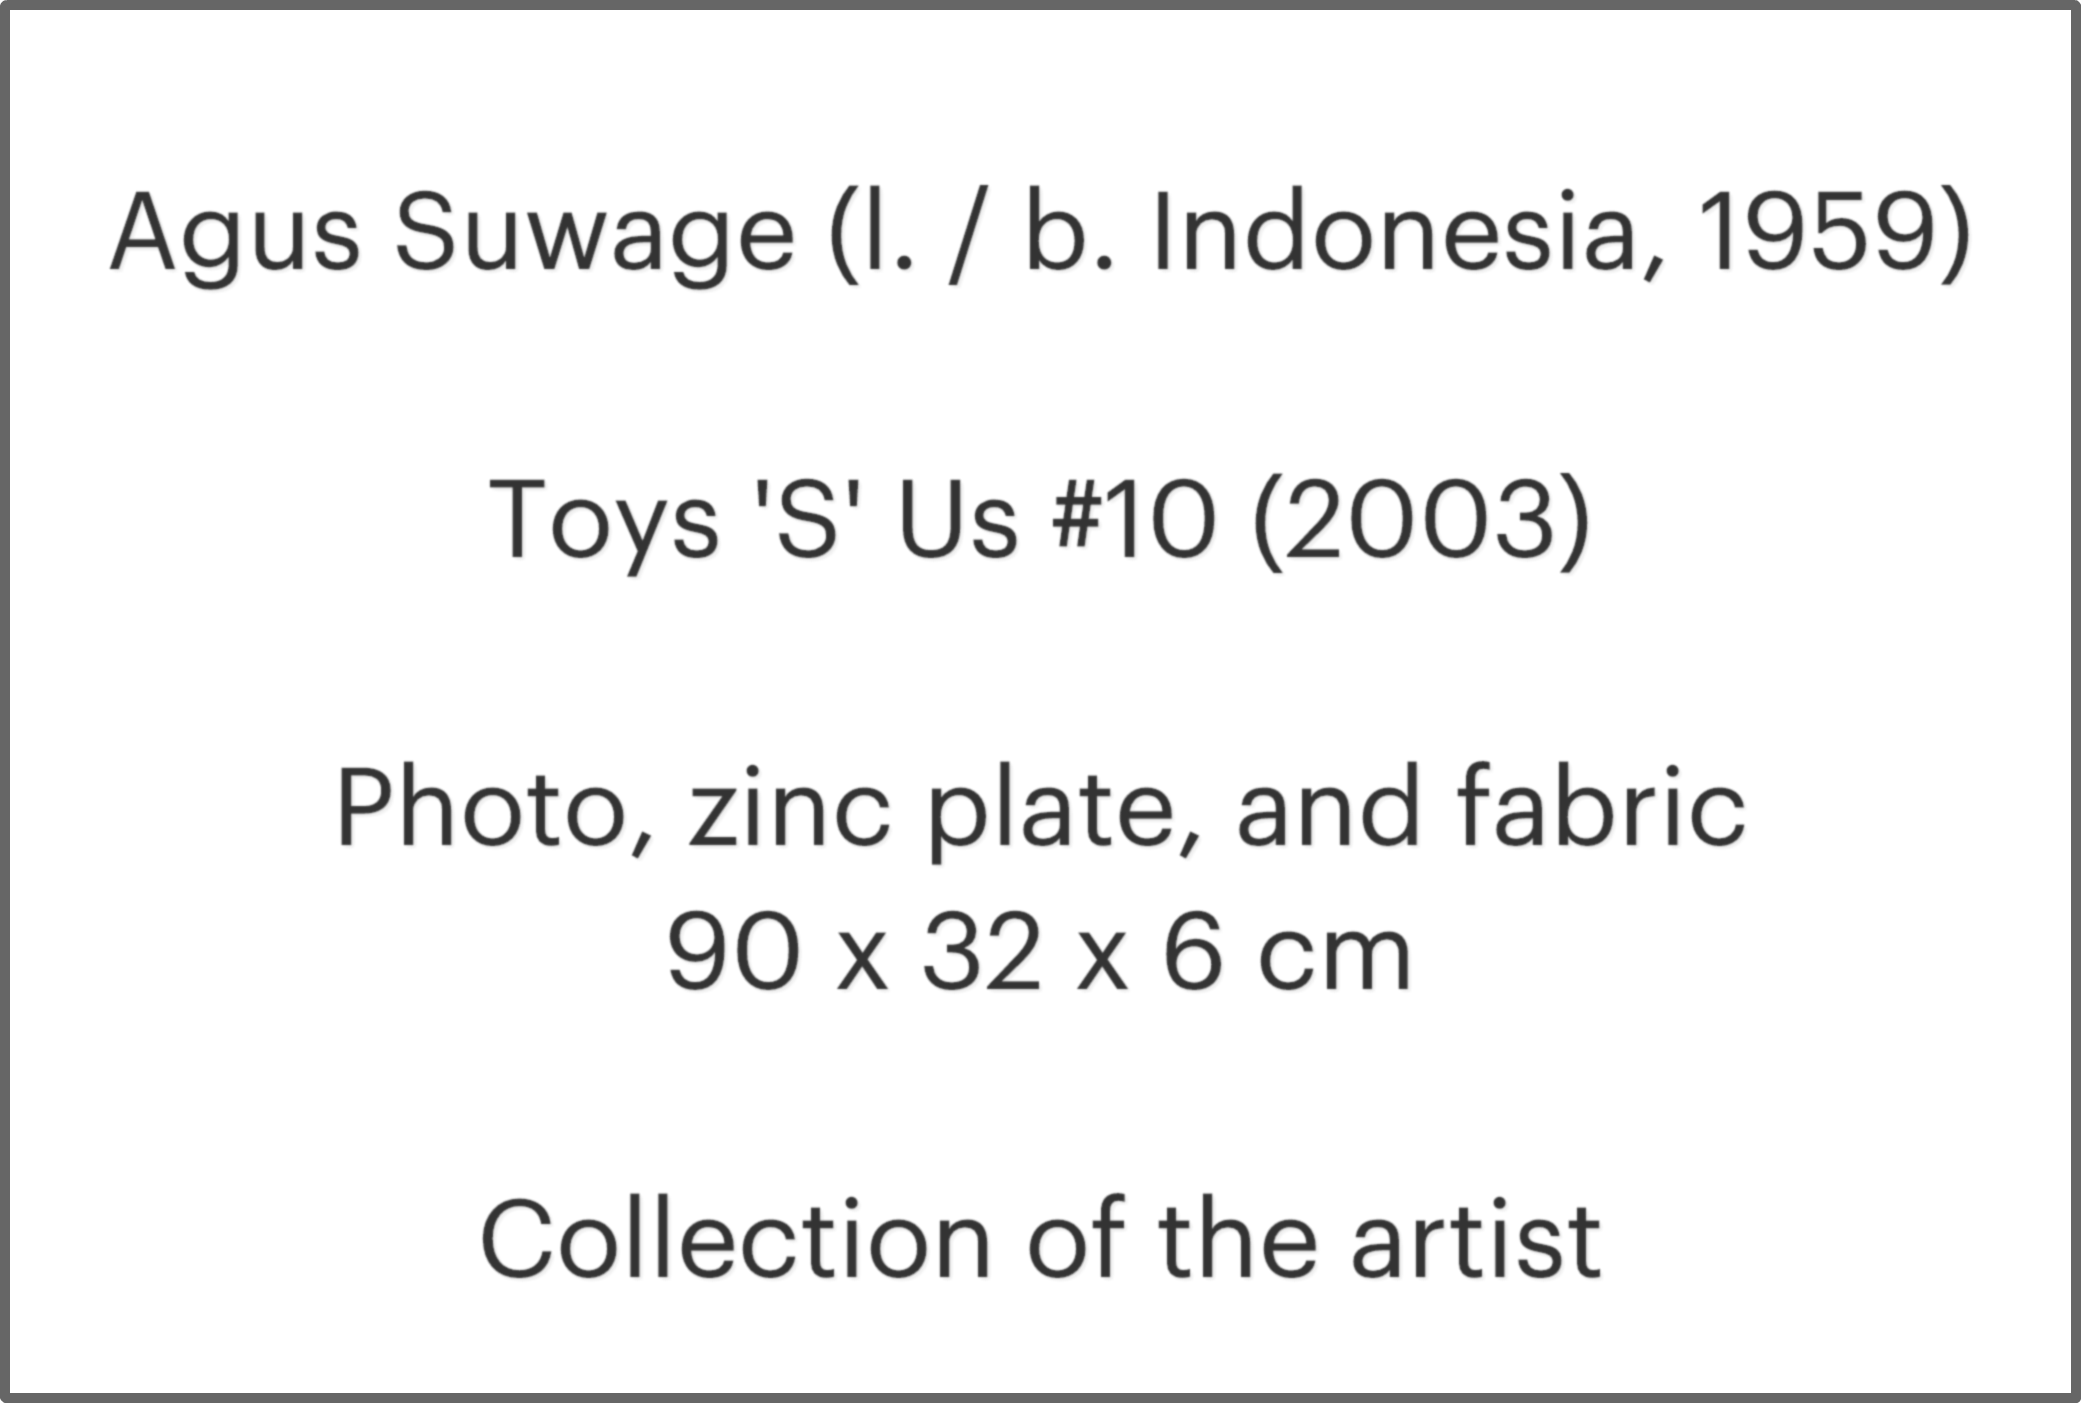 Agus Suwage (l. / b. Indonesia, 1959)
Toys 'S' Us #10 (2003)
Photo, zinc plate, and fabric
90 x 32 x 6 cm
Collection of the artist